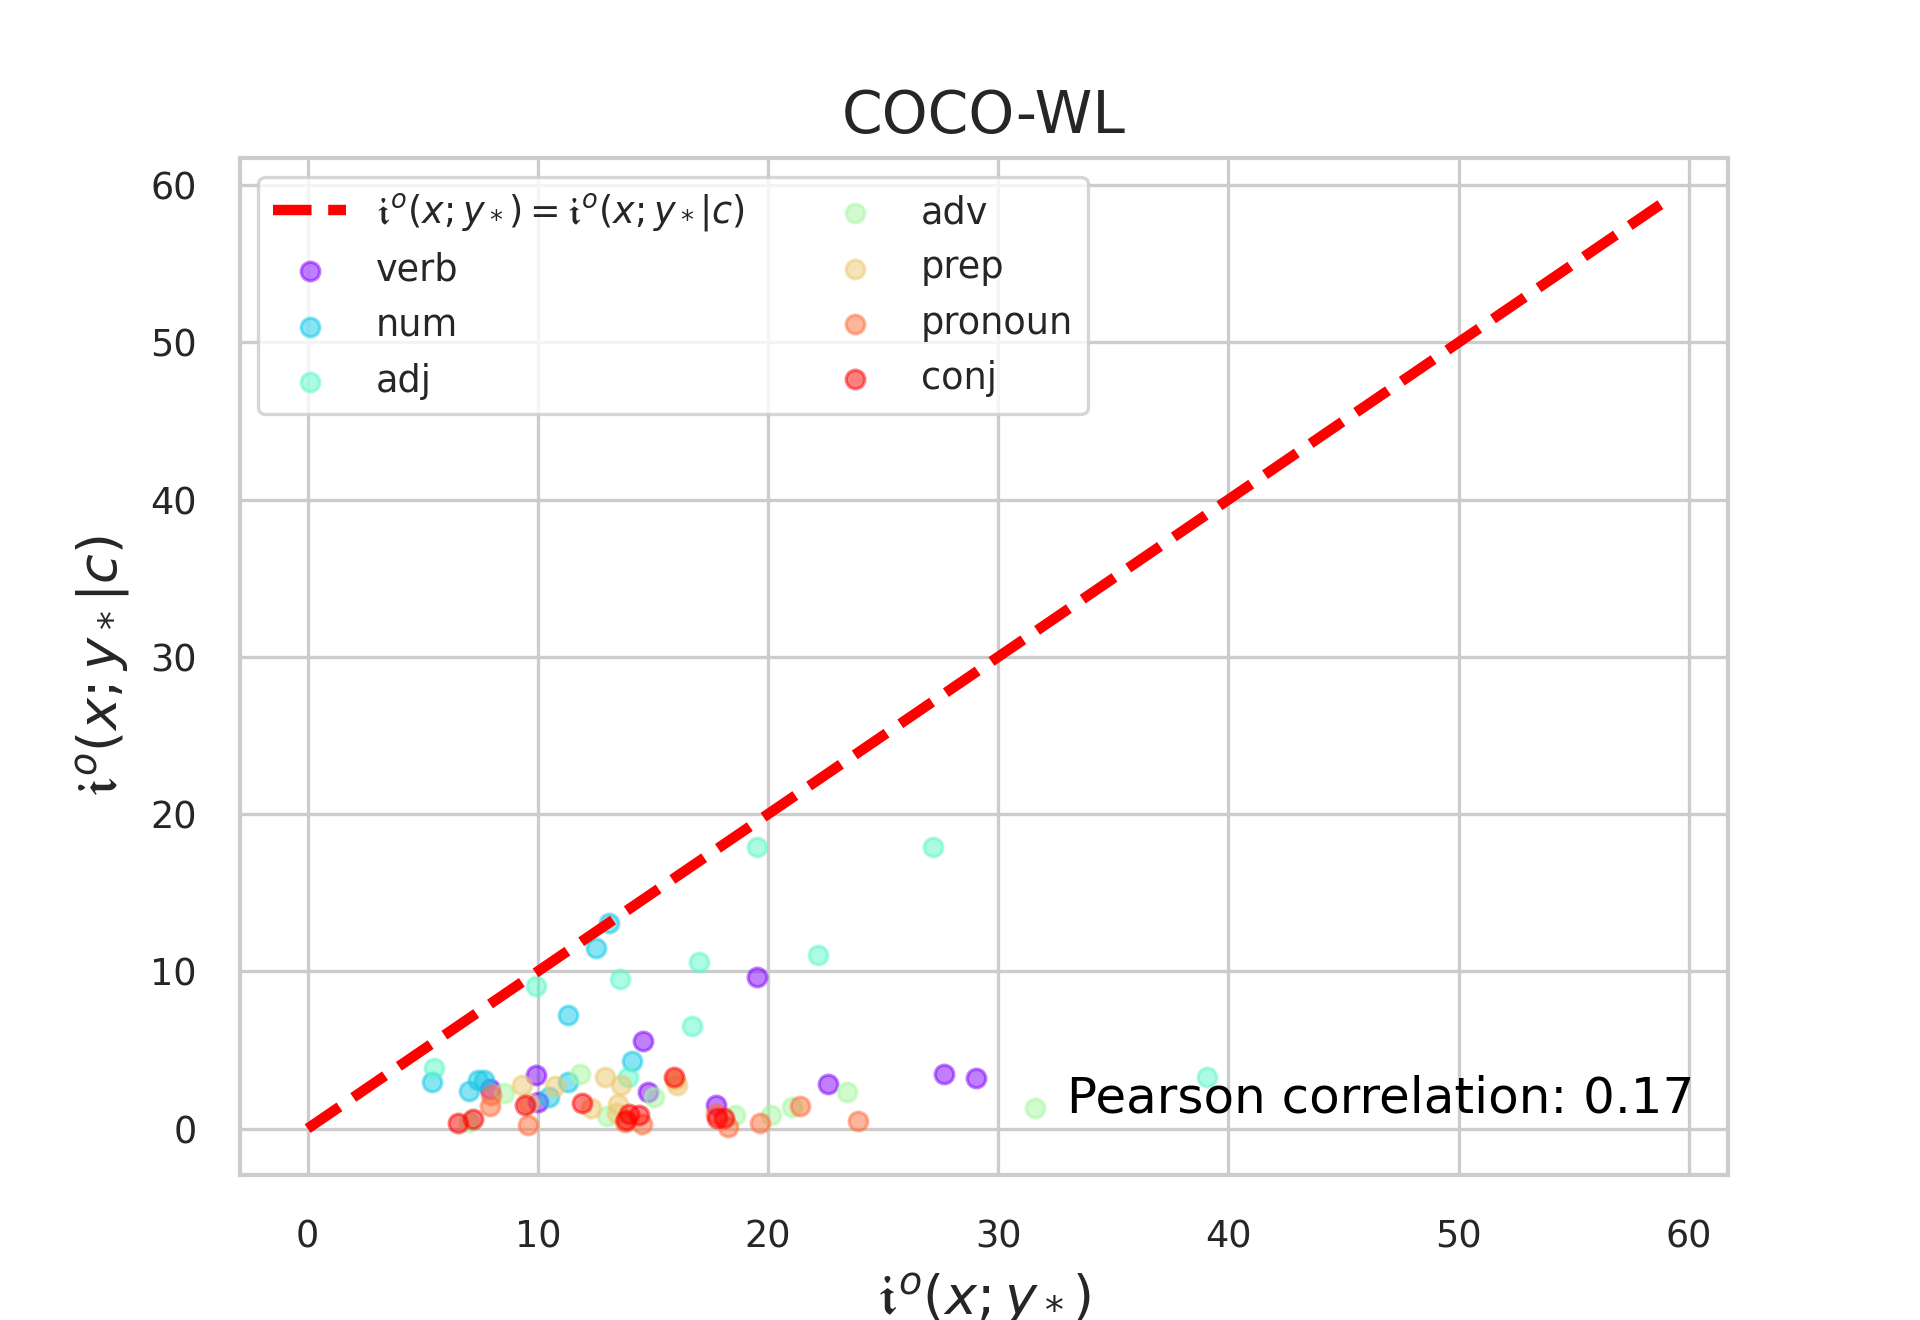 COCO-WL
60
50
40
30
20
10
0
𝔦ᵒ(x; y∗) = 𝔦ᵒ(x; y∗|c)
verb
num
adj
adv
prep
pronoun
conj
𝔦ᵒ(x; y∗|c)
Pearson correlation: 0.17
0 10 20 30 40 50 60
𝔦ᵒ(x; y∗)